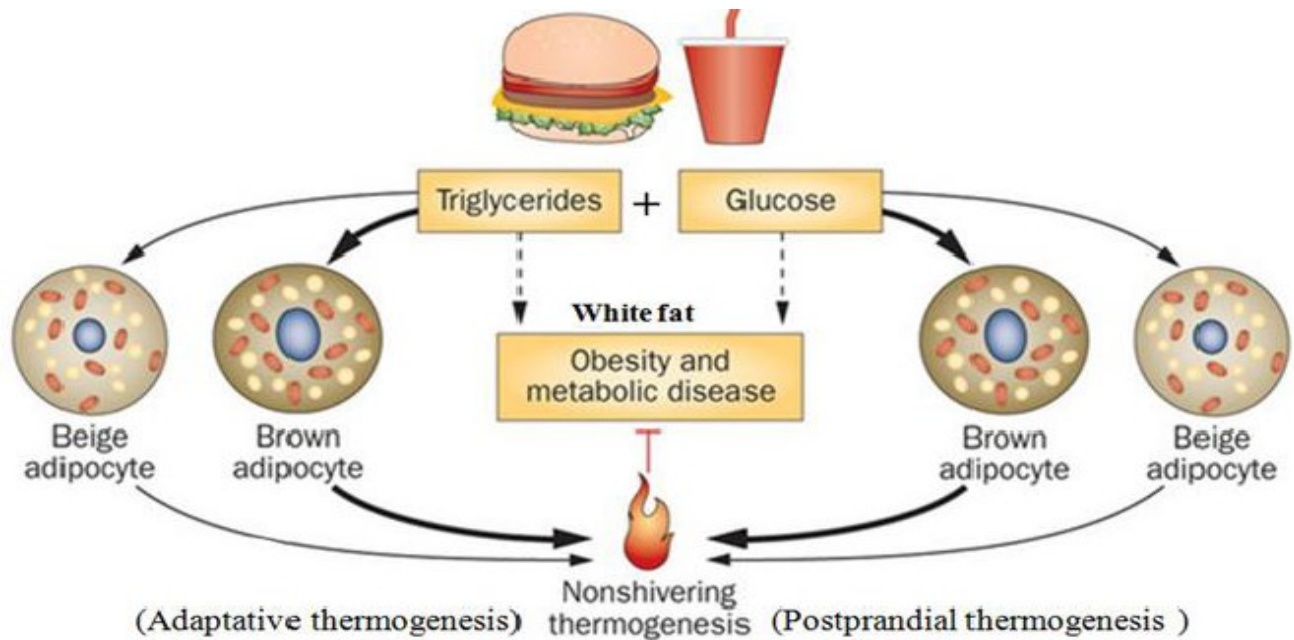 Triglycerides + Glucose
White fat
Obesity and
metabolic disease
Beige
adipocyte
Brown
adipocyte
Brown
adipocyte
Beige
adipocyte
Nonshivering
thermogenesis
(Adaptative thermogenesis)
(Postprandial thermogenesis )